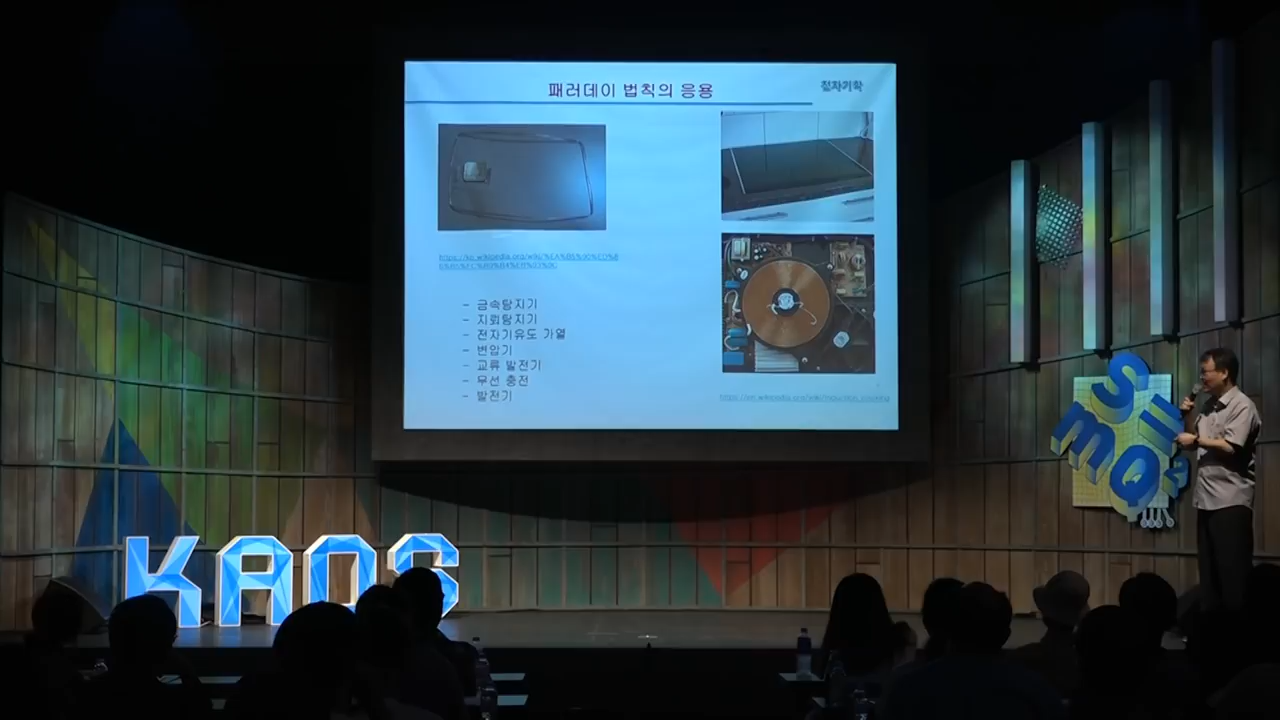 패러데이 법칙의 응용
전자기학
- 금속탐지기
- 지뢰탐지기
- 전자기유도 가열
- 변압기
- 교류 발전기
- 무선 충전
- 발전기
KAOS